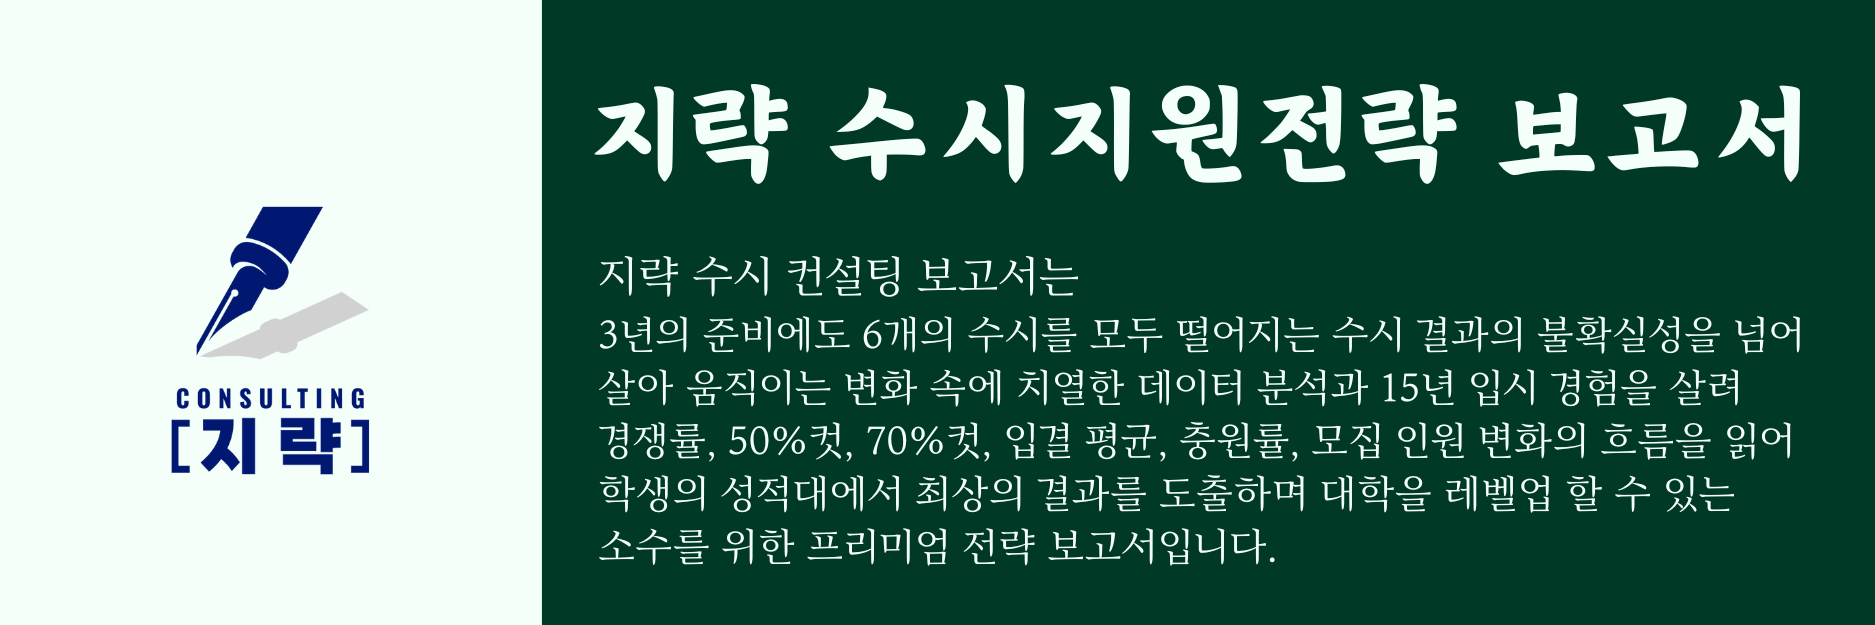 CONSULTING
[지략]
지략 수시지원전략 보고서
지략 수시 컨설팅 보고서는
3년의 준비에도 6개의 수시를 모두 떨어지는 수시 결과의 불확실성을 넘어
살아 움직이는 변화 속에 치열한 데이터 분석과 15년 입시 경험을 살려
경쟁률, 50%컷, 70%컷, 입결 평균, 충원률, 모집 인원 변화의 흐름을 읽어
학생의 성적대에서 최상의 결과를 도출하며 대학을 레벨업 할 수 있는
소수를 위한 프리미엄 전략 보고서입니다.